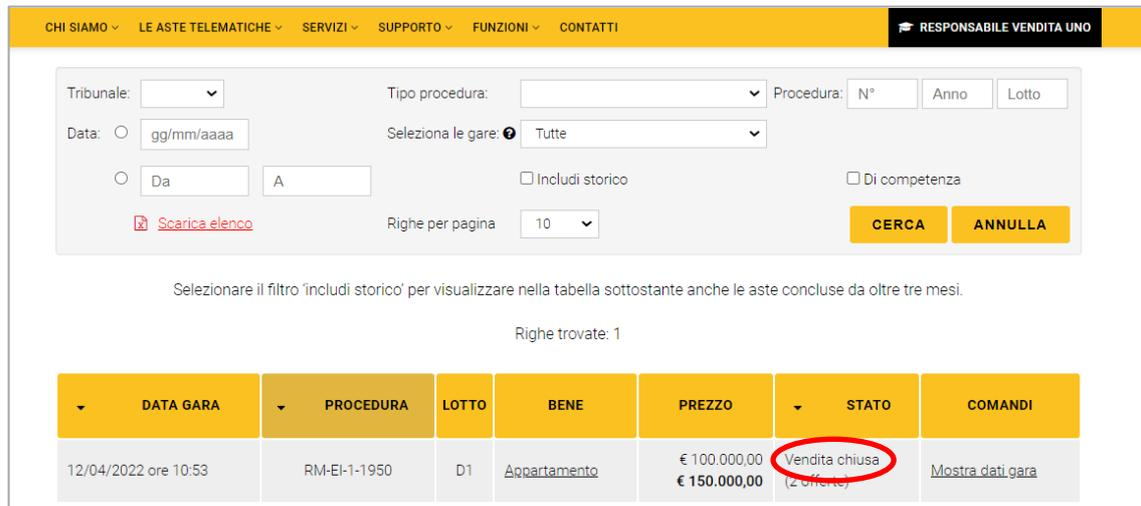 CHI SIAMO LE ASTE TELEMATICHE SERVIZI SUPPORTO FUNZIONI CONTATTI RESPONSABILE VENDITA UNO
Tribunale: Tipo procedura: Procedura: N° Anno Lotto
Data: gg/mm/aaaa Seleziona le gare: Tutte
Da A Includi storico Di competenza
Scarica elenco Righe per pagina 10 CERCA ANNULLA
Selezionare il filtro 'includi storico' per visualizzare nella tabella sottostante anche le aste concluse da oltre tre mesi.
Righe trovate: 1
DATA GARA PROCEDURA LOTTO BENE PREZZO STATO COMANDI
12/04/2022 ore 10:53 RM-EI-1-1950 D1 Appartamento € 100.000,00 Vendita chiusa Mostra dati gara
€ 150.000,00 (2 offerte)